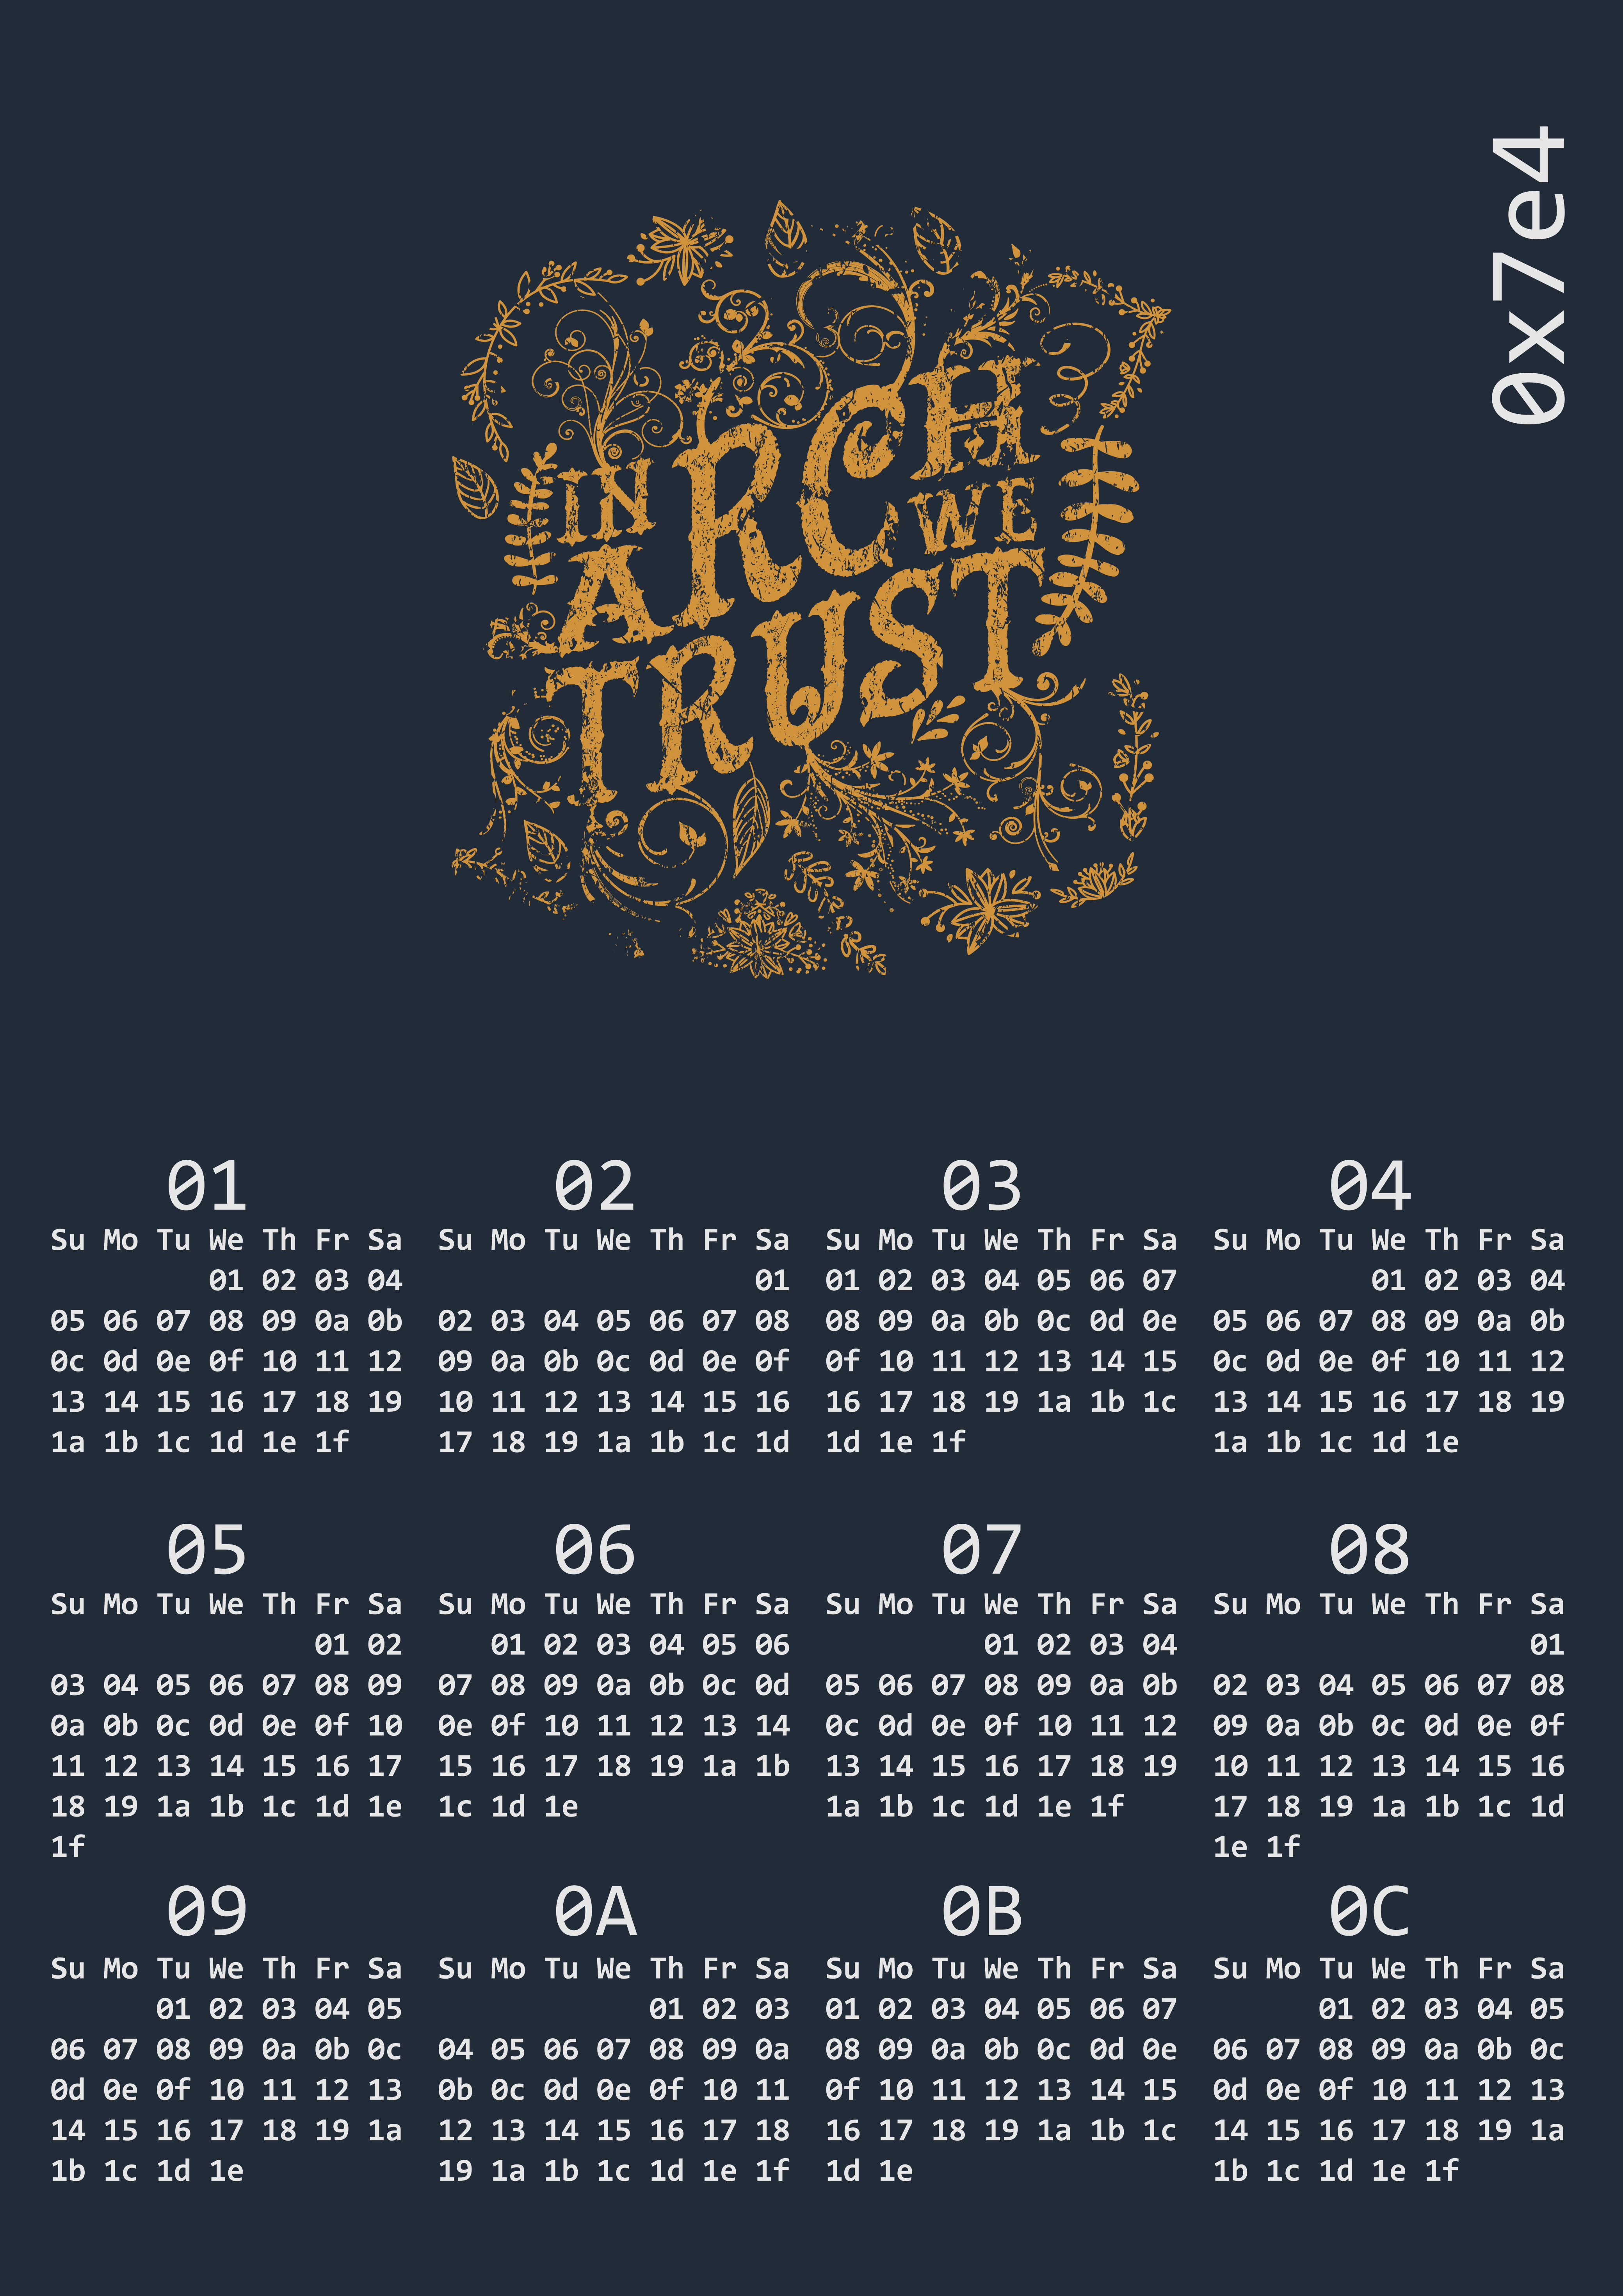 0x7e4
IN ARCH WE
TRUST
01 02 03 04
Su Mo Tu We Th Fr Sa Su Mo Tu We Th Fr Sa Su Mo Tu We Th Fr Sa Su Mo Tu We Th Fr Sa
01 02 03 04 01 01 02 03 04 05 06 07 01 02 03 04
05 06 07 08 09 0a 0b 02 03 04 05 06 07 08 08 09 0a 0b 0c 0d 0e 05 06 07 08 09 0a 0b
0c 0d 0e 0f 10 11 12 09 0a 0b 0c 0d 0e 0f 0f 10 11 12 13 14 15 0c 0d 0e 0f 10 11 12
13 14 15 16 17 18 19 10 11 12 13 14 15 16 16 17 18 19 1a 1b 1c 13 14 15 16 17 18 19
1a 1b 1c 1d 1e 1f 17 18 19 1a 1b 1c 1d 1d 1e 1f 1a 1b 1c 1d 1e
05 06 07 08
Su Mo Tu We Th Fr Sa Su Mo Tu We Th Fr Sa Su Mo Tu We Th Fr Sa Su Mo Tu We Th Fr Sa
01 02 01 02 03 04 05 06 01 02 03 04 01
03 04 05 06 07 08 09 07 08 09 0a 0b 0c 0d 05 06 07 08 09 0a 0b 02 03 04 05 06 07 08
0a 0b 0c 0d 0e 0f 10 0e 0f 10 11 12 13 14 0c 0d 0e 0f 10 11 12 09 0a 0b 0c 0d 0e 0f
11 12 13 14 15 16 17 15 16 17 18 19 1a 1b 13 14 15 16 17 18 19 10 11 12 13 14 15 16
18 19 1a 1b 1c 1d 1e 1c 1d 1e 1a 1b 1c 1d 1e 1f 17 18 19 1a 1b 1c 1d
1f 1e 1f
09 0A 0B 0C
Su Mo Tu We Th Fr Sa Su Mo Tu We Th Fr Sa Su Mo Tu We Th Fr Sa Su Mo Tu We Th Fr Sa
01 02 03 04 05 01 02 03 01 02 03 04 05 06 07 01 02 03 04 05
06 07 08 09 0a 0b 0c 04 05 06 07 08 09 0a 08 09 0a 0b 0c 0d 0e 06 07 08 09 0a 0b 0c
0d 0e 0f 10 11 12 13 0b 0c 0d 0e 0f 10 11 0f 10 11 12 13 14 15 0d 0e 0f 10 11 12 13
14 15 16 17 18 19 1a 12 13 14 15 16 17 18 16 17 18 19 1a 1b 1c 14 15 16 17 18 19 1a
1b 1c 1d 1e 19 1a 1b 1c 1d 1e 1f 1d 1e 1b 1c 1d 1e 1f